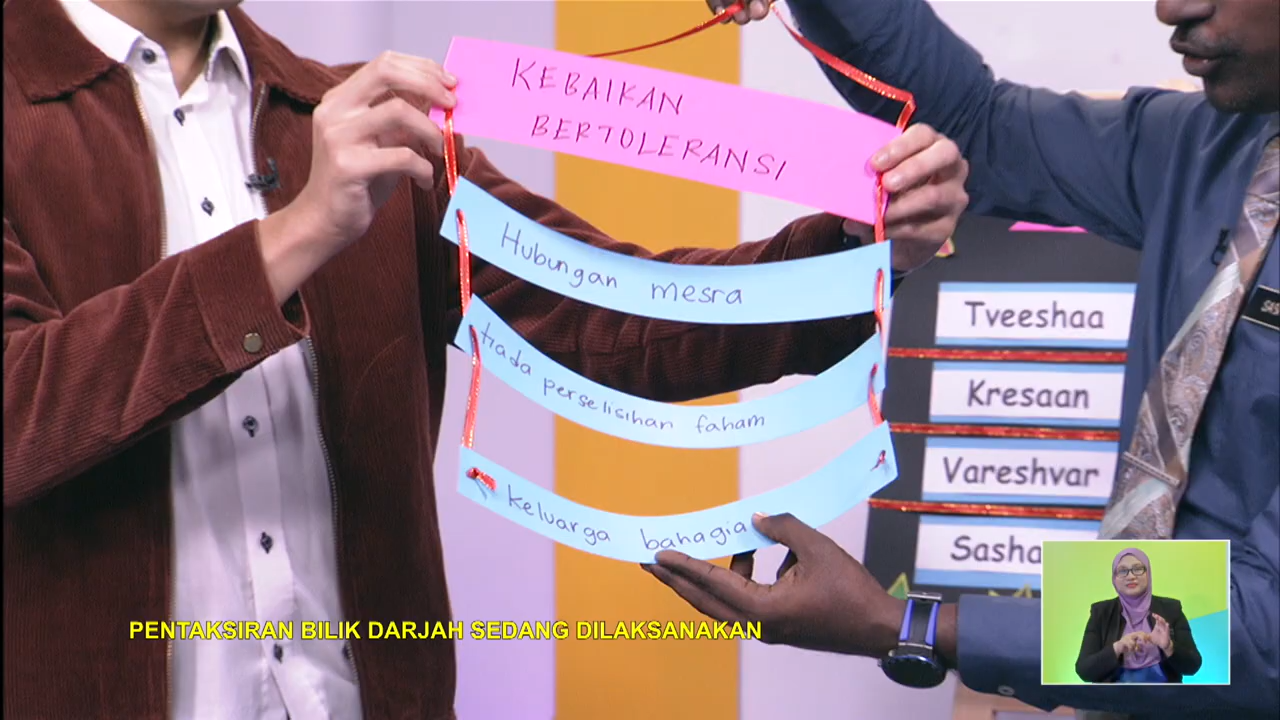 KEBAIKAN
BERTOLERANSI
Hubungan mesra
tiada perselisihan faham
keluarga bahagia
Tveeshaa
Kresaan
Vareshvar
Sasha
PENTAKSIRAN BILIK DARJAH SEDANG DILAKSANAKAN